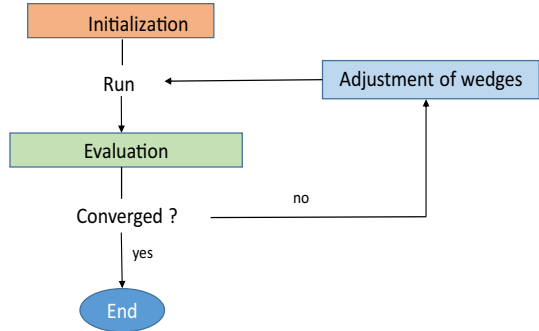 Initialization
Run
Adjustment of wedges
Evaluation
no
Converged ?
yes
End